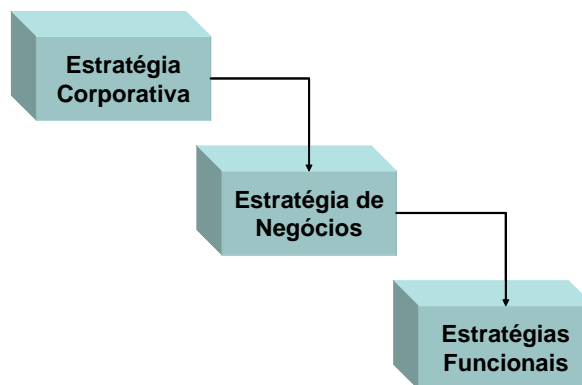 Estratégia
Corporativa
Estratégia de
Negócios
Estratégias
Funcionais